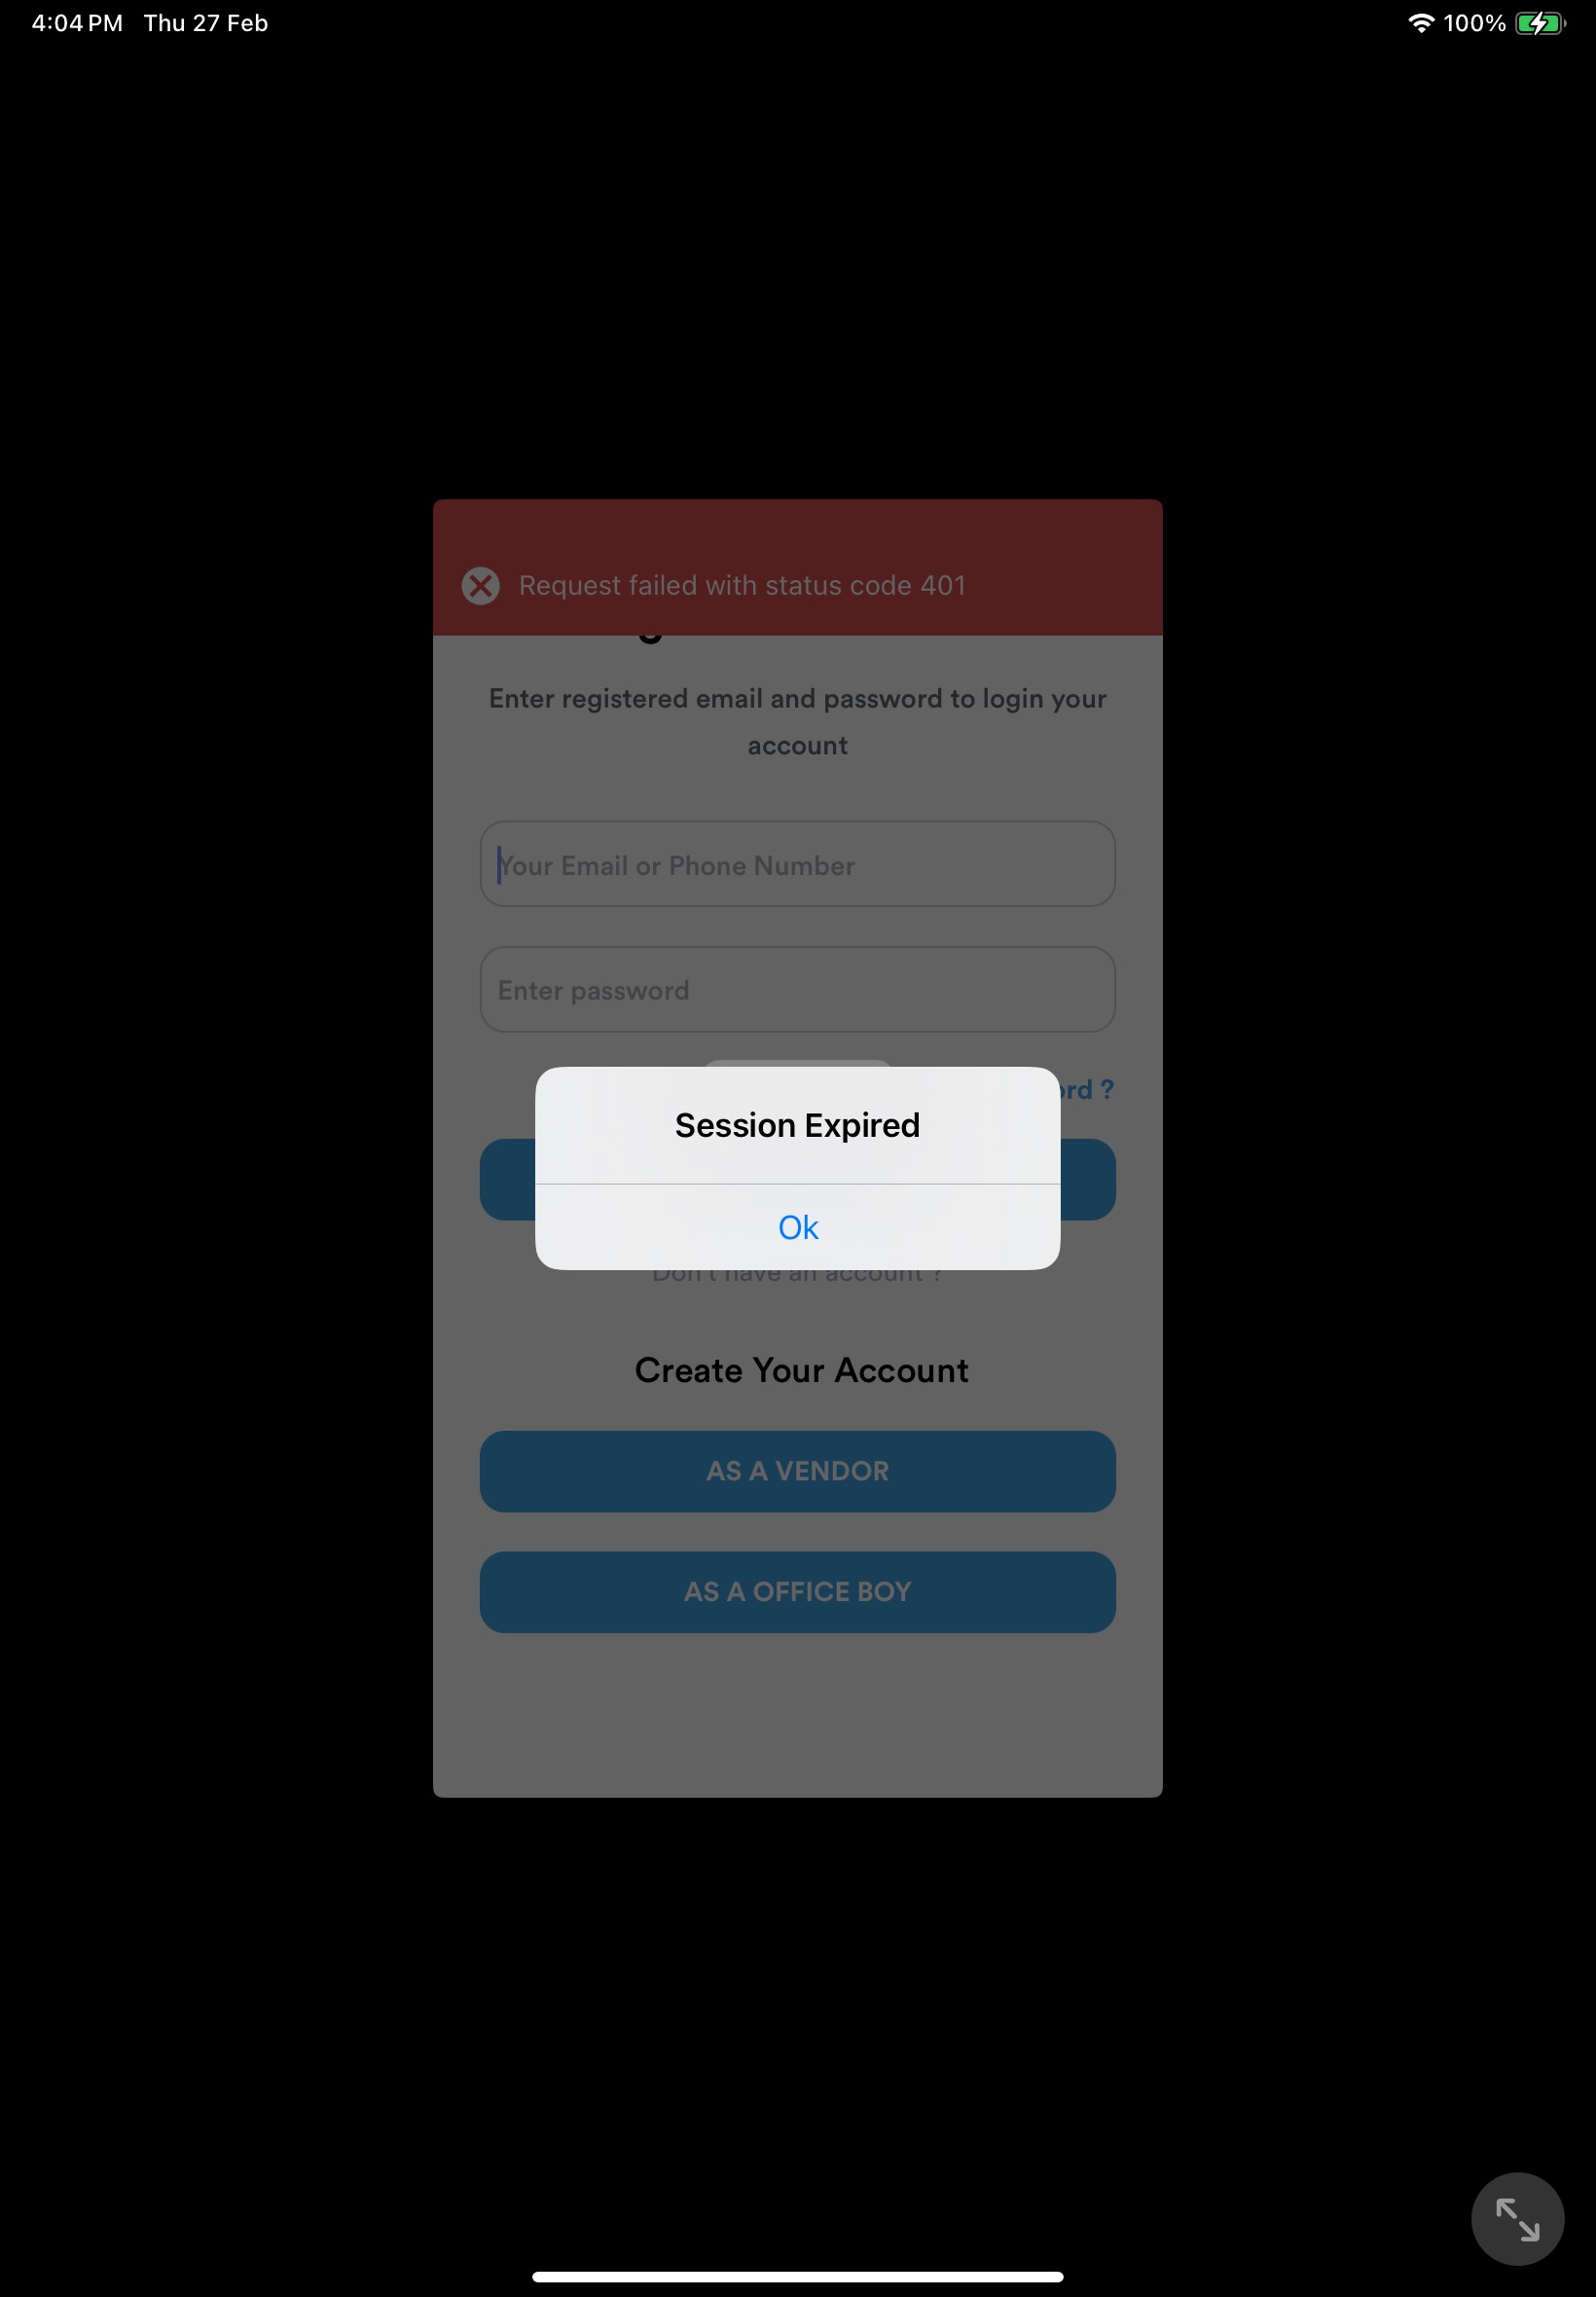 4:04 PM Thu 27 Feb
100%
Request failed with status code 401
Enter registered email and password to login your
account
Your Email or Phone Number
Enter password
?
Session Expired
Ok
Don't have an account ?
Create Your Account
AS A VENDOR
AS A OFFICE BOY